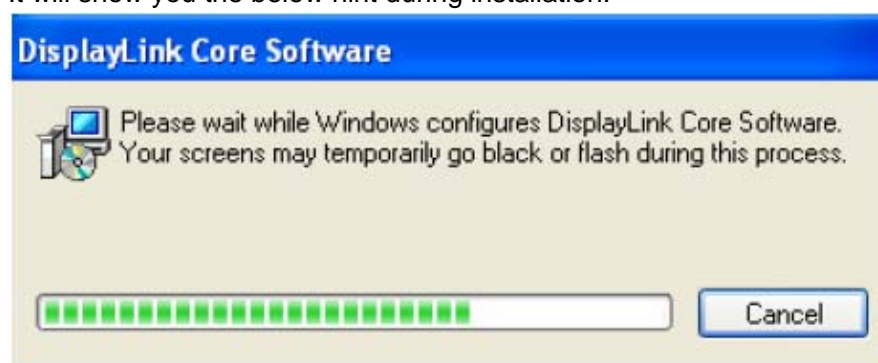 It will show you the below hint during installation.
DisplayLink Core Software
Please wait while Windows configures DisplayLink Core Software.
Your screens may temporarily go black or flash during this process.
Cancel